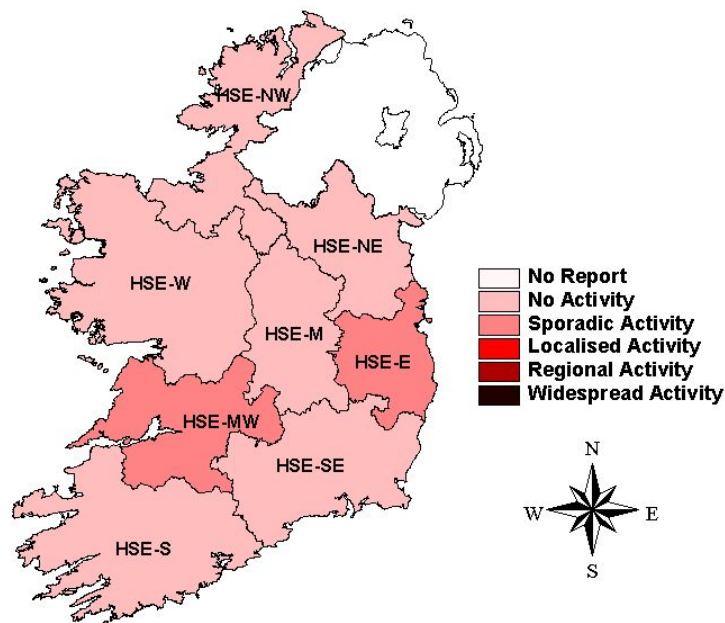 HSE-NW
HSE-NE
HSE-W
HSE-M
HSE-E
HSE-MW
HSE-SE
HSE-S
No Report
No Activity
Sporadic Activity
Localised Activity
Regional Activity
Widespread Activity
N
W E
S